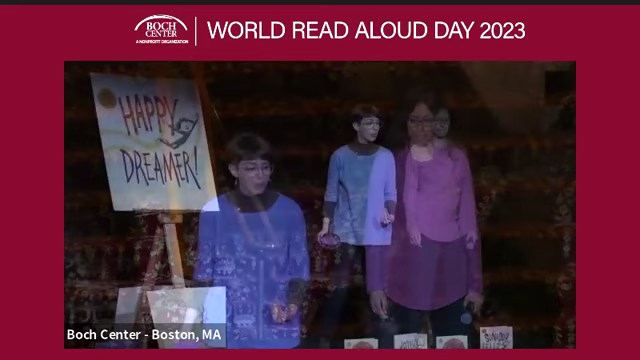 BOCH
CENTER
A NONPROFIT ORGANIZATION
WORLD READ ALOUD DAY 2023
HAPPY
DREAMER!
Boch Center - Boston, MA